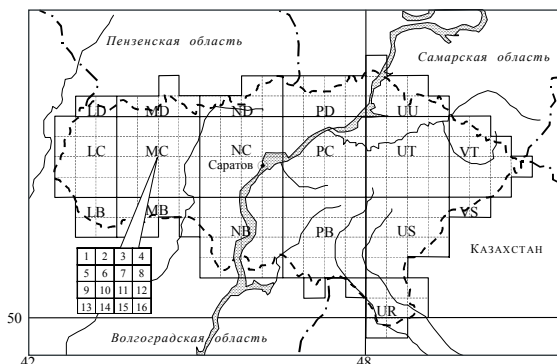 Пензенская область
Самарская область
LD MD ND PD UU
LC MC NC PC UT VT
Саратов
LB MB NB PB US VS
1 2 3 4
5 6 7 8
9 10 11 12
13 14 15 16
КАЗАХСТАН
UR
50
Волгоградская область
42 48